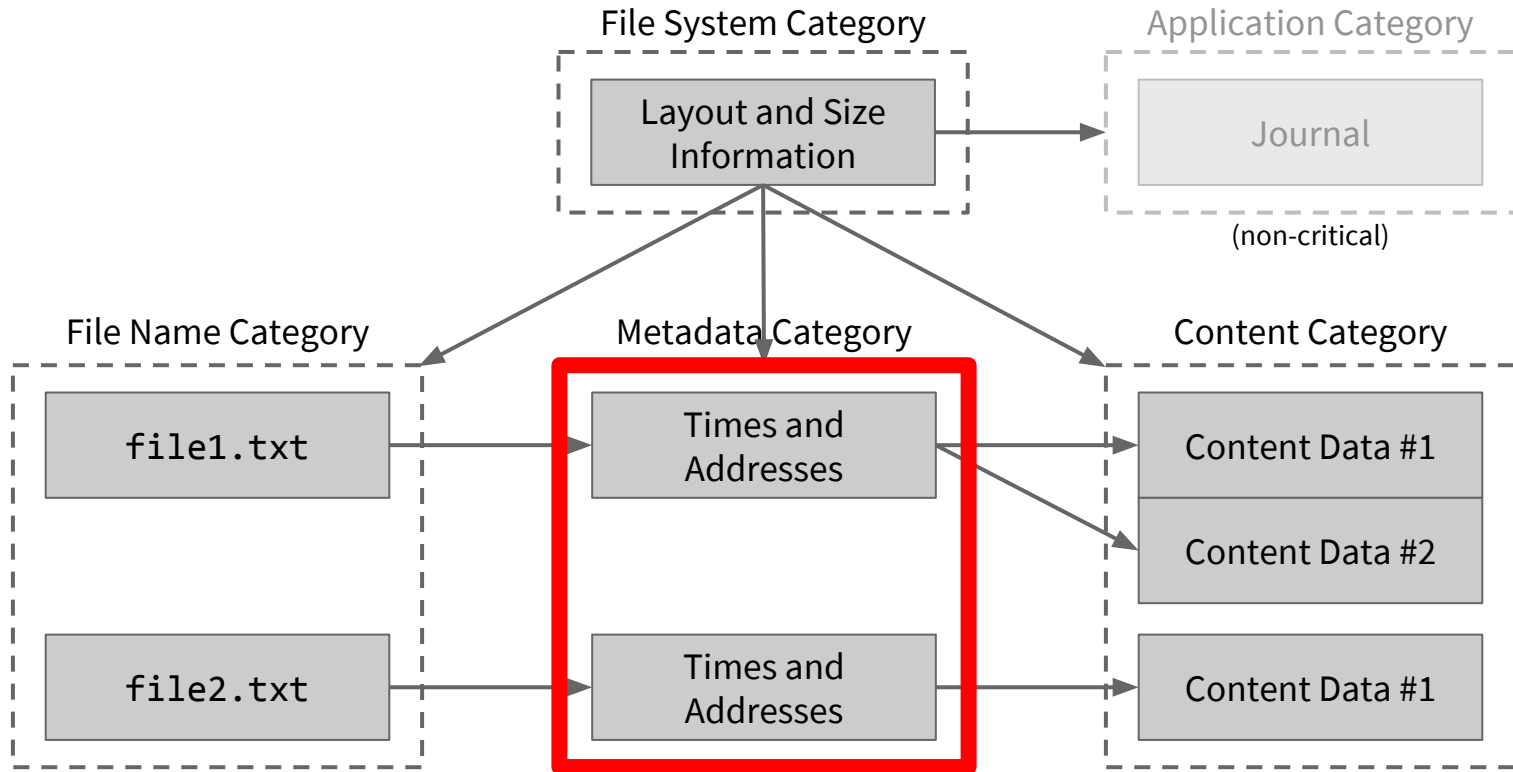 File System Category
Application Category
Layout and Size
Information
Journal
(non-critical)
File Name Category
Metadata Category
Content Category
file1.txt
Times and
Addresses
Content Data #1
Content Data #2
file2.txt
Times and
Addresses
Content Data #1